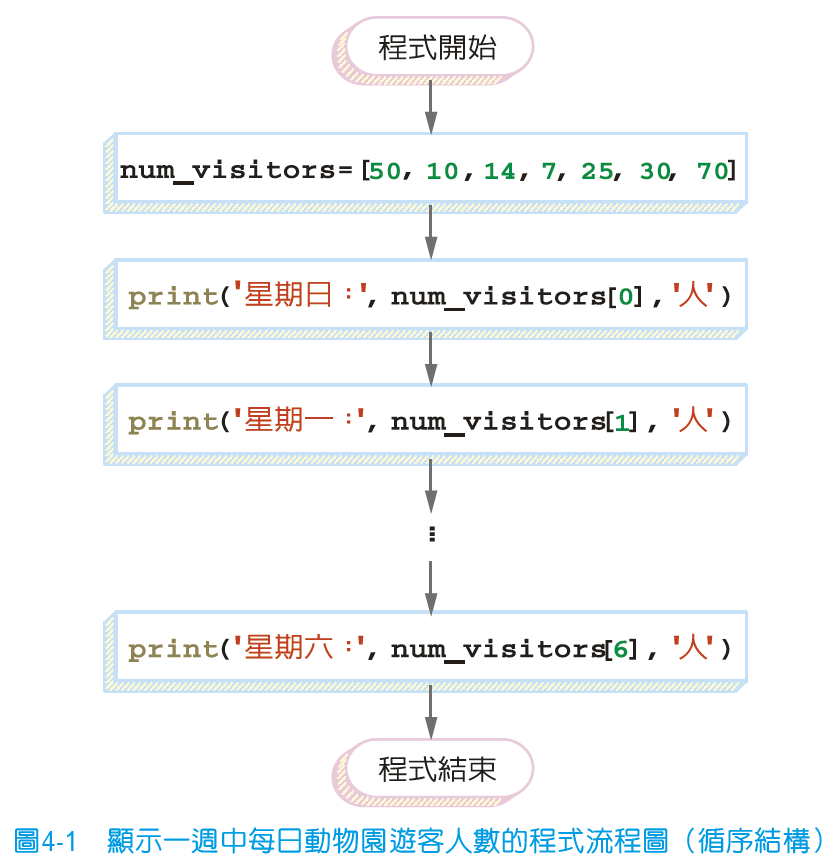 程式開始
num_visitors=[50, 10, 14, 7, 25, 30, 70]
print('星期日：', num_visitors[0], '人')
print('星期一：', num_visitors[1], '人')
⋮
print('星期六：', num_visitors[6], '人')
程式結束
圖4-1　顯示一週中每日動物園遊客人數的程式流程圖（循序結構）